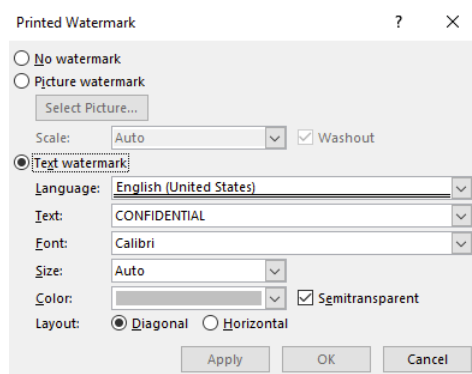 Printed Watermark ? ×
No watermark
Picture watermark
Select Picture...
Scale: Auto Washout
Text watermark
Language: English (United States)
Text: CONFIDENTIAL
Font: Calibri
Size: Auto
Color: Semitransparent
Layout: Diagonal Horizontal
Apply OK Cancel